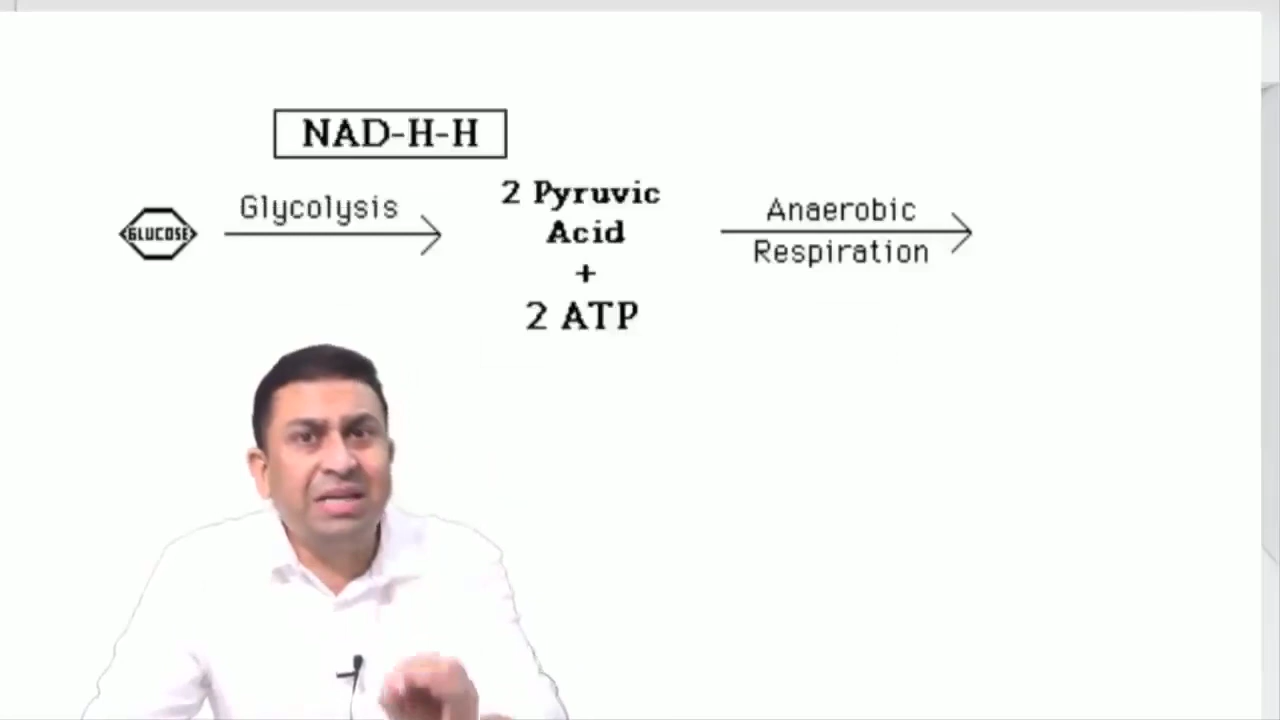 NAD-H-H
GLUCOSE
Glycolysis
2 Pyruvic
Acid
+
2 ATP
Anaerobic
Respiration